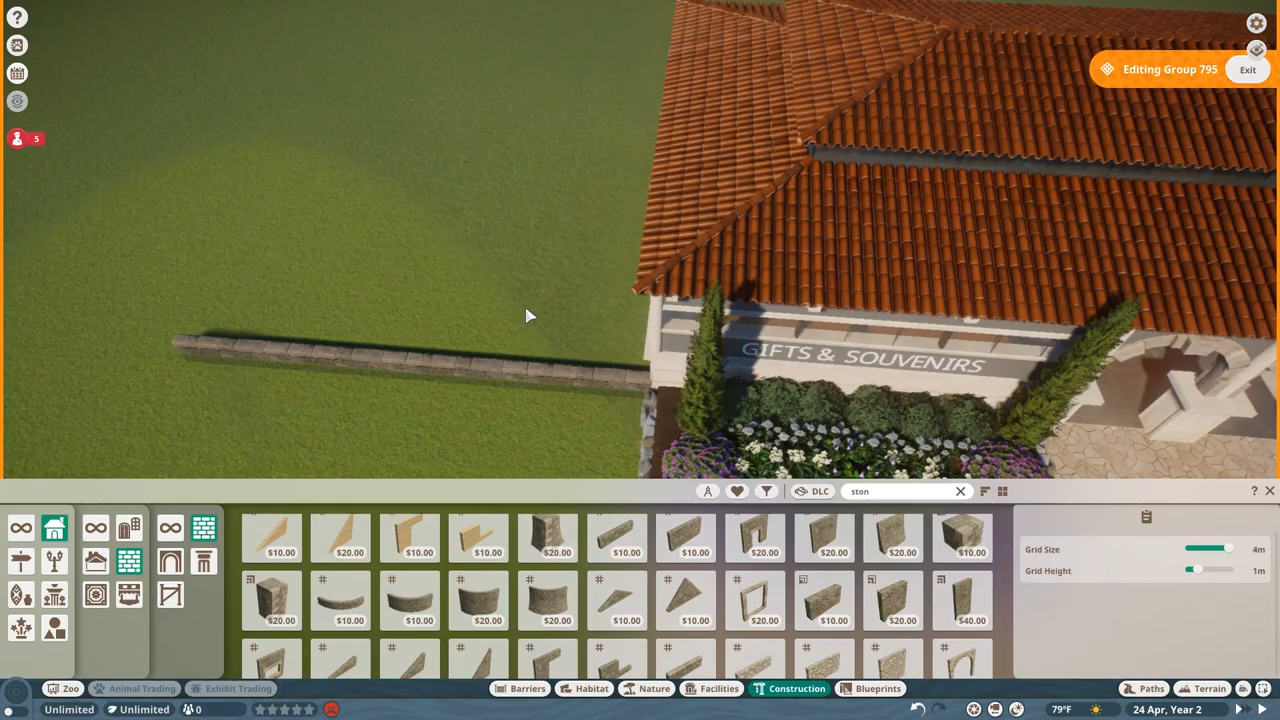 ?
Editing Group 795
Exit
5
GIFTS & SOUVENIRS
DLC
ston
?
$10.00
$20.00
$10.00
$10.00
$20.00
$10.00
$10.00
$20.00
$20.00
$20.00
$10.00
Grid Size
4m
Grid Height
1m
$20.00
$10.00
$10.00
$20.00
$20.00
$10.00
$10.00
$20.00
$10.00
$20.00
$40.00
Zoo
Animal Trading
Exhibit Trading
Barriers
Habitat
Nature
Facilities
Construction
Blueprints
Paths
Terrain
Unlimited
Unlimited
0
79°F
24 Apr, Year 2